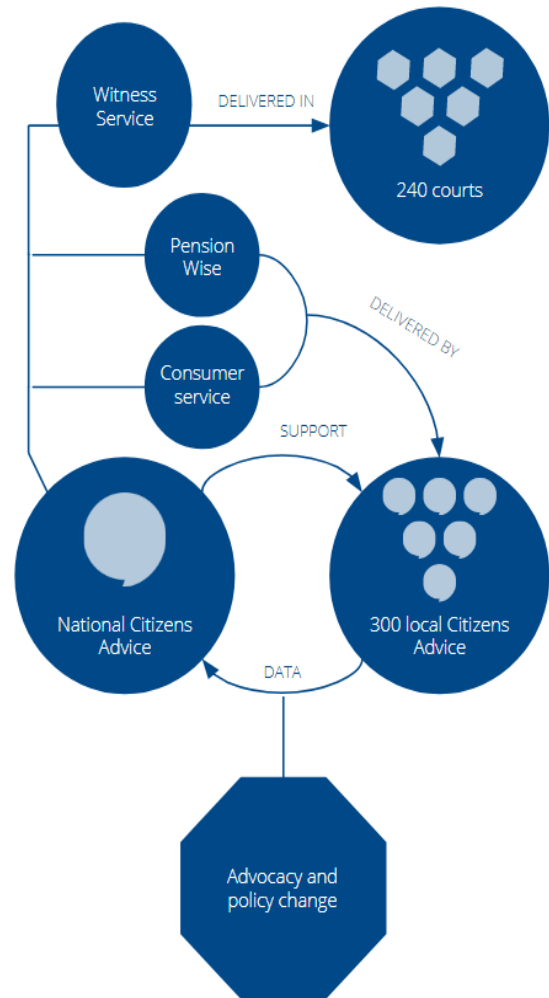 Witness
Service
DELIVERED IN
240 courts
Pension
Wise
DELIVERED BY
Consumer
service
SUPPORT
National Citizens
Advice
300 local Citizens
Advice
DATA
Advocacy and
policy change